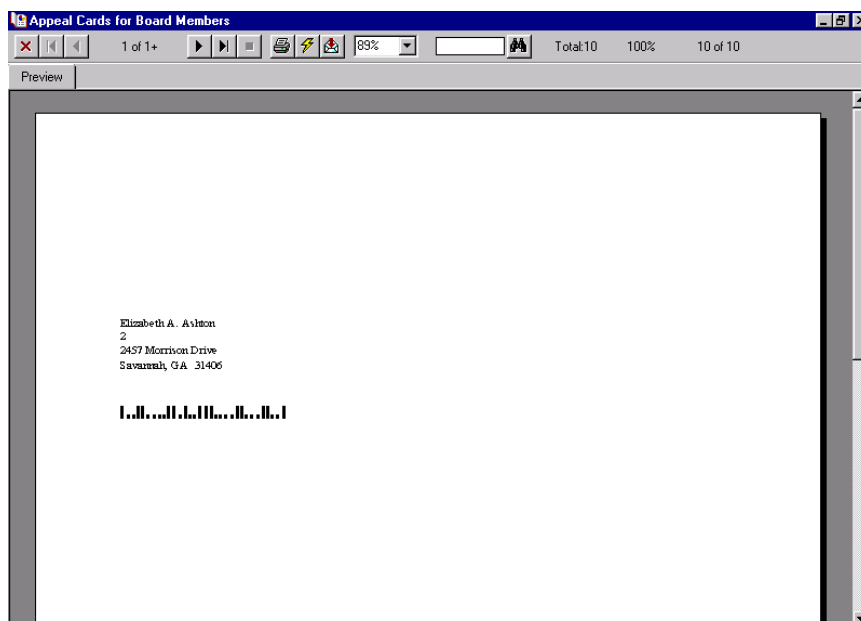 Appeal Cards for Board Members
1 of 1+ 89% Total:10 100% 10 of 10
Preview
Elizabeth A. Ashton
2
2457 Morrison Drive
Savannah, GA 31406